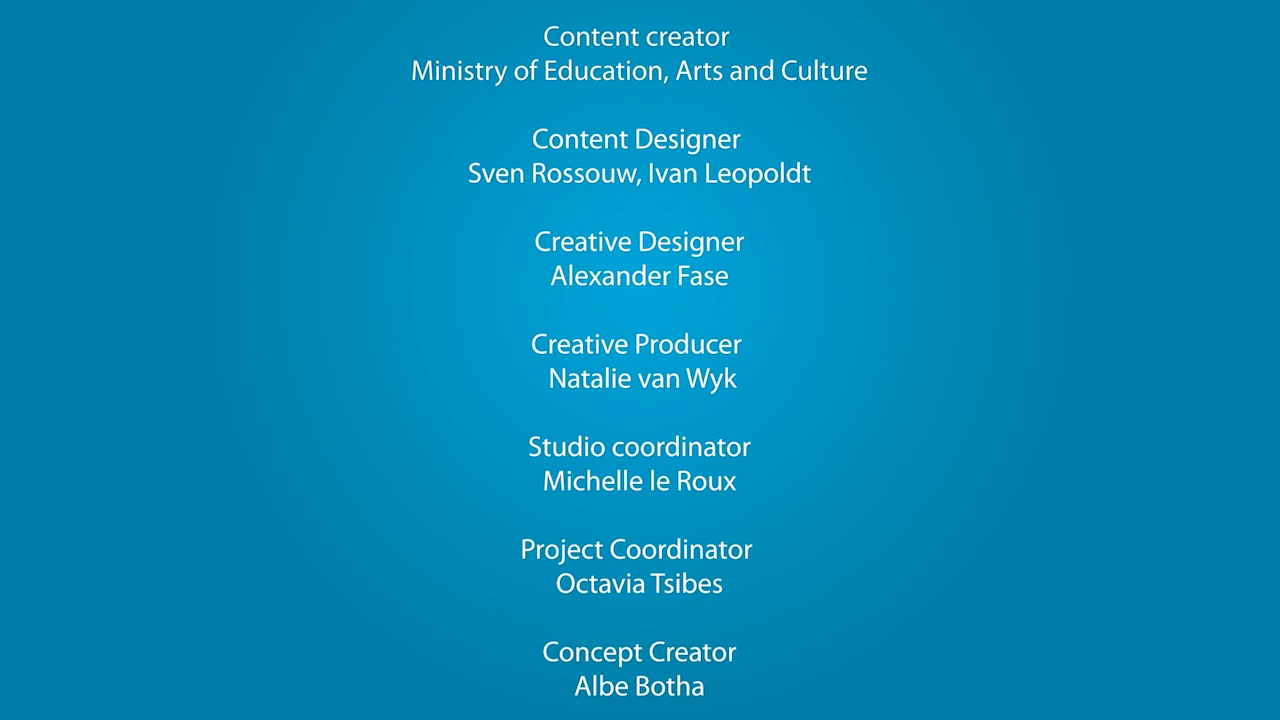 Content creator
Ministry of Education, Arts and Culture
Content Designer
Sven Rossouw, Ivan Leopoldt
Creative Designer
Alexander Fase
Creative Producer
Natalie van Wyk
Studio coordinator
Michelle le Roux
Project Coordinator
Octavia Tsibes
Concept Creator
Albe Botha